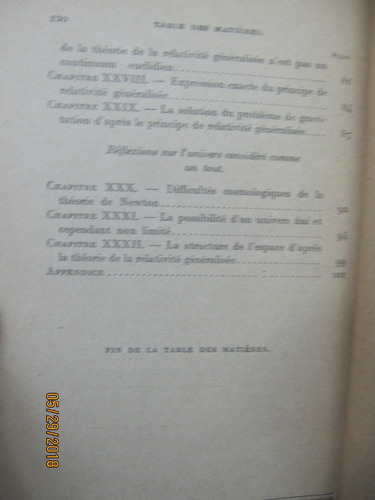 TABLE DES MATIÈRES.
Pages
de la théorie de la relativité généralisée n'est pas un
continuum euclidien
CHAPITRE XXVIII. — Expression exacte du principe de
relativité généralisée
CHAPITRE XXIX. — La solution du problème de gravi-
tation d'après le principe de relativité généralisée
Réflexions sur l'univers considéré comme
un tout.
CHAPITRE XXX. — Difficultés cosmologiques de la
théorie de Newton
CHAPITRE XXXI. — La possibilité d'un univers fini et
cependant non limité
CHAPITRE XXXII. — La structure de l'espace d'après
la théorie de la relativité généralisée
APPENDICE
FIN DE LA TABLE DES MATIÈRES.
05/29/2018